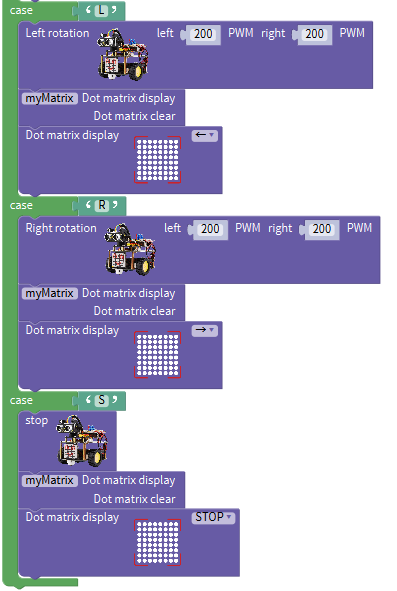 case “ L ”
Left rotation left 200 PWM right 200 PWM
myMatrix Dot matrix display
Dot matrix clear
Dot matrix display ←
case “ R ”
Right rotation left 200 PWM right 200 PWM
myMatrix Dot matrix display
Dot matrix clear
Dot matrix display →
case “ S ”
stop
myMatrix Dot matrix display
Dot matrix clear
Dot matrix display STOP